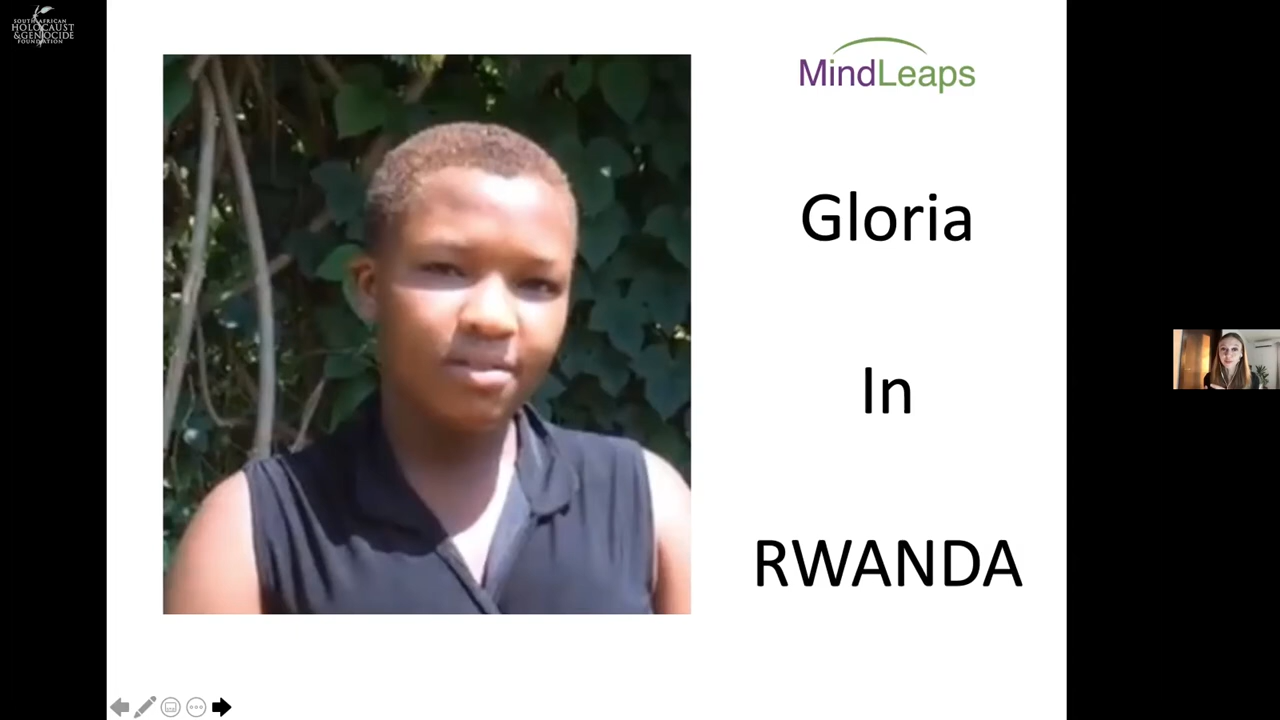 SOUTH AFRICAN
HOLOCAUST
& GENOCIDE
FOUNDATION
MindLeaps
Gloria
In
RWANDA